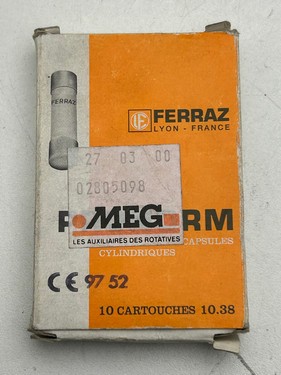 FERRAZ
FERRAZ
LYON - FRANCE
27 03 00
02805098
MEG
RM
LES AUXILIAIRES DES ROTATIVES
CAPSULES
CYLINDRIQUES
CE 97 52
10 CARTOUCHES 10.38